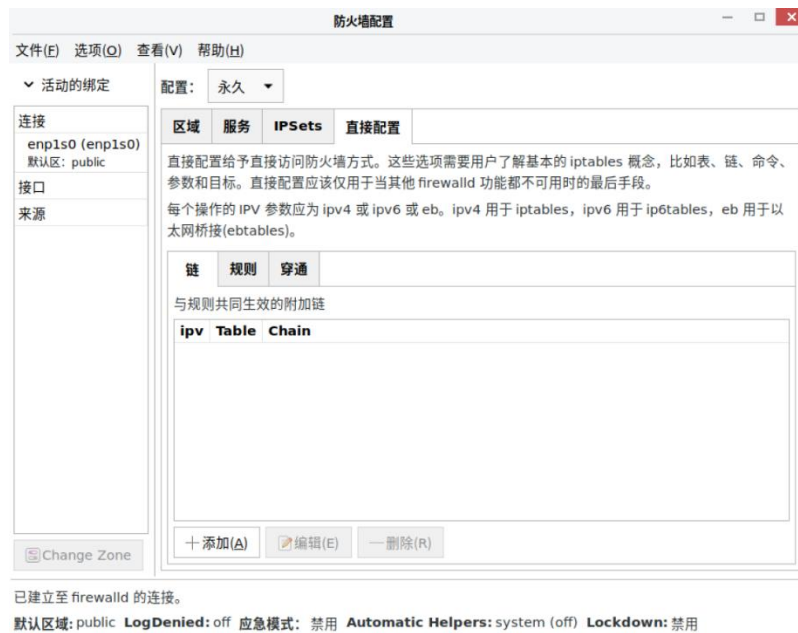 防火墙配置
文件(F) 选项(O) 查看(V) 帮助(H)
活动的绑定
连接
enp1s0 (enp1s0)
默认区: public
接口
来源
Change Zone
配置: 永久
区域 服务 IPSets 直接配置
直接配置给予直接访问防火墙方式。这些选项需要用户了解基本的 iptables 概念，比如表、链、命令、
参数和目标。直接配置应该仅用于当其他 firewalld 功能都不可用时的最后手段。
每个操作的 IPV 参数应为 ipv4 或 ipv6 或 eb。ipv4 用于 iptables，ipv6 用于 ip6tables，eb 用于以
太网桥接(ebtables)。
链 规则 穿通
与规则共同生效的附加链
ipv Table Chain
添加(A) 编辑(E) 删除(R)
已建立至 firewalld 的连接。
默认区域: public LogDenied: off 应急模式: 禁用 Automatic Helpers: system (off) Lockdown: 禁用